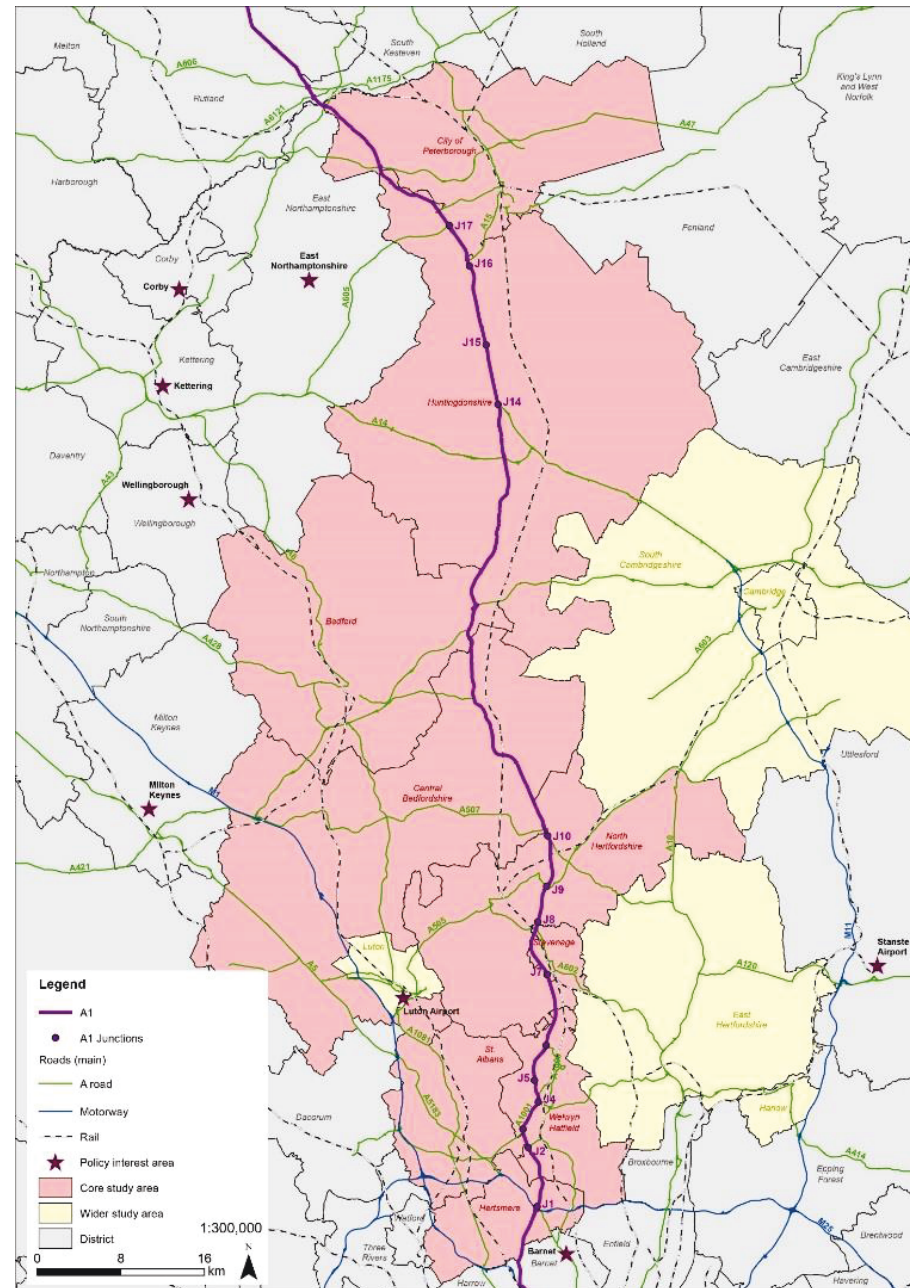 South
Kesteven
South
Holland
Melton
A606
A1175
Rutland
King's Lynn
and West
Norfolk
A6121
A47
City of
Peterborough
Harborough
East
Northamptonshire
A15
J17
Fenland
Corby
East
Northamptonshire
J16
Corby
A605
J15
Kettering
East
Cambridgeshire
Kettering
Huntingdonshire
J14
A14
Daventry
A43
Wellingborough
Wellingborough
A6
South
Cambridgeshire
Northampton
Cambridge
South
Northamptonshire
Bedford
A603
A428
Milton
Keynes
Uttlesford
Milton
Keynes
M1
Central
Bedfordshire
A507
J10
North
Hertfordshire
A10
A421
J9
A505
J8
Luton
Stevenage
M11
Stanste
Airport
A5
J7
A602
A120
Luton Airport
East
Hertfordshire
A1081
St.
Albans
J5
J4
Harlow
A5183
A1001
Welwyn
Hatfield
Dacorum
J2
Broxbourne
A414
Epping
Forest
Hertsmere
J1
Watford
M25
Three
Rivers
Barnet
Barnet
Enfield
Brentwood
Harrow
Havering
Legend
A1
A1 Junctions
Roads (main)
A road
Motorway
Rail
Policy interest area
Core study area
Wider study area
District
1:300,000
N
0 8 16
km